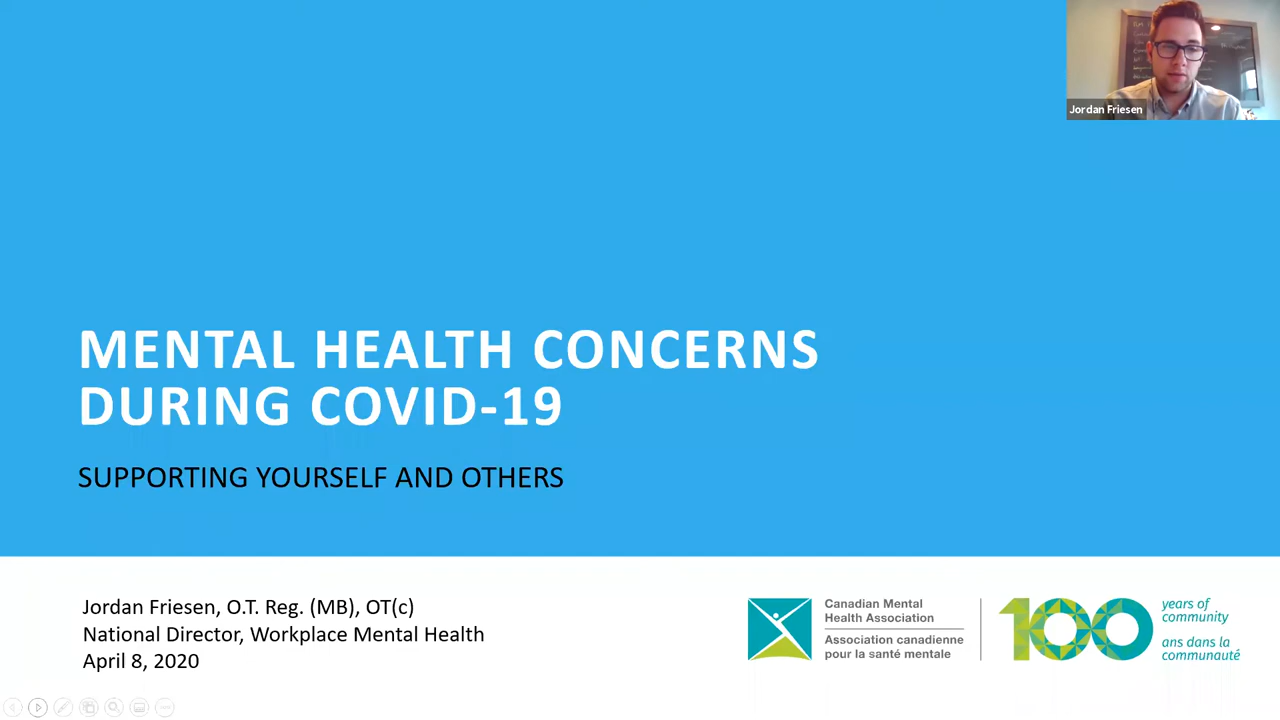 Jordan Friesen
MENTAL HEALTH CONCERNS
DURING COVID-19
SUPPORTING YOURSELF AND OTHERS
Jordan Friesen, O.T. Reg. (MB), OT(c)
National Director, Workplace Mental Health
April 8, 2020
Canadian Mental
Health Association
Association canadienne
pour la santé mentale
100
years of
community
ans dans la
communauté